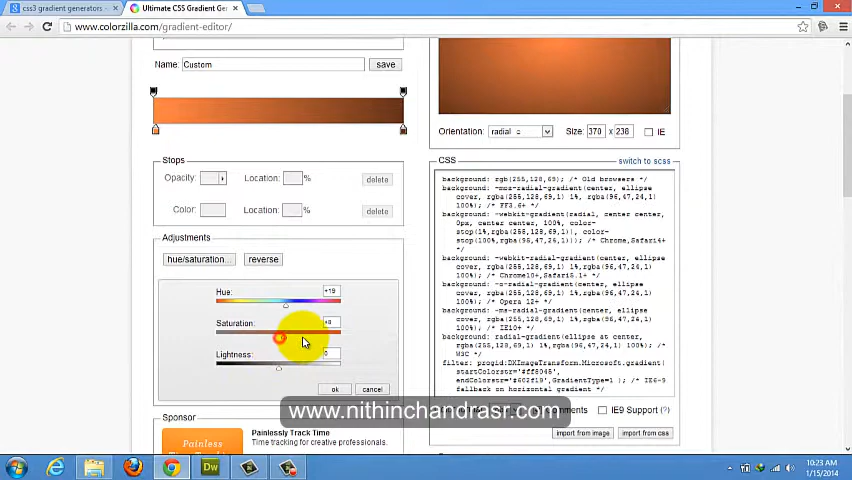 css3 gradient generators -
Ultimate CSS Gradient Ge
www.colorzilla.com/gradient-editor/
Name: Custom save
Orientation: radial Size: 370 x 238 IE
Stops
Opacity: Location: % delete
Color: Location: % delete
CSS switch to scss
background: rgb(255,128,69); /* Old browsers */
background: -moz-radial-gradient(center, ellipse
cover, rgba(255,128,69,1) 1%, rgba(96,47,24,1)
100%); /* FF3.6+ */
background: -webkit-gradient(radial, center center,
0px, center center, 100%, color-
stop(1%,rgba(255,128,69,1)), color-
stop(100%,rgba(96,47,24,1))); /* Chrome,Safari4+
*/
background: -webkit-radial-gradient(center, ellipse
cover, rgba(255,128,69,1) 1%,rgba(96,47,24,1)
100%); /* Chrome10+,Safari5.1+ */
background: -o-radial-gradient(center, ellipse
cover, rgba(255,128,69,1) 1%,rgba(96,47,24,1)
100%); /* Opera 12+ */
background: -ms-radial-gradient(center, ellipse
cover, rgba(255,128,69,1) 1%,rgba(96,47,24,1)
100%); /* IE10+ */
background: radial-gradient(ellipse at center,
rgba(255,128,69,1) 1%,rgba(96,47,24,1) 100%); /*
W3C */
filter: progid:DXImageTransform.Microsoft.gradient(
startColorstr='#ff8045',
endColorstr='#602f18',GradientType=1 ); /* IE6-9
fallback on horizontal gradient */
Adjustments
hue/saturation... reverse
Hue: +19
Saturation: +8
Lightness: 0
ok cancel
www.nithinchandrasr.com
comments IE9 Support (?)
import from image import from css
Sponsor
Painless
Painlessly Track Time
Time tracking for creative professionals.
Dw
10:23 AM
1/15/2014